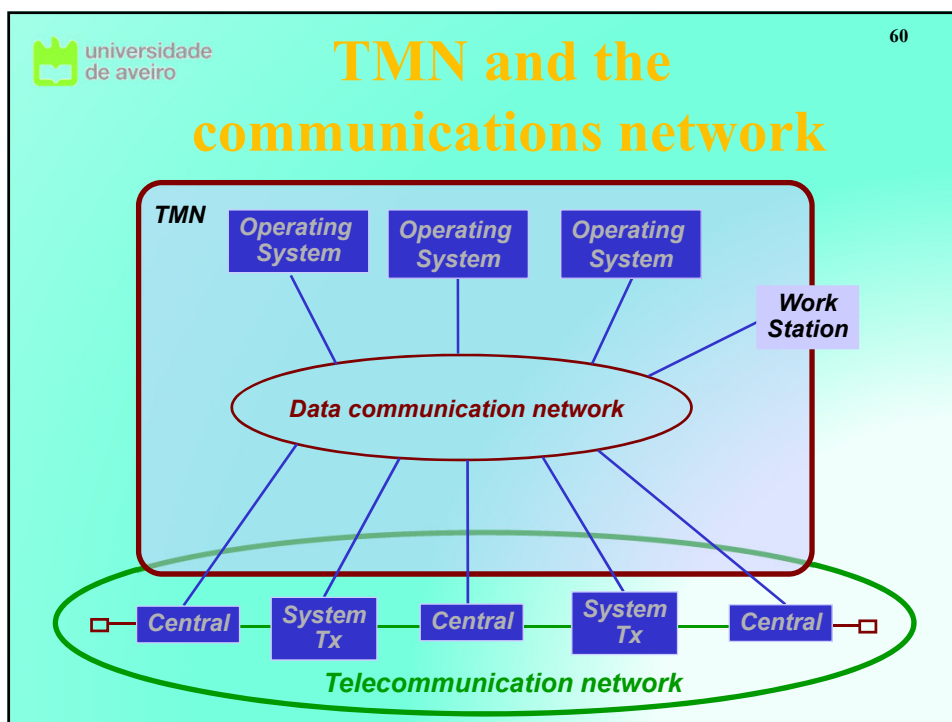 universidade
de aveiro
60
TMN and the
communications network
TMN
Operating
System
Operating
System
Operating
System
Work
Station
Data communication network
Central
System
Tx
Central
System
Tx
Central
Telecommunication network